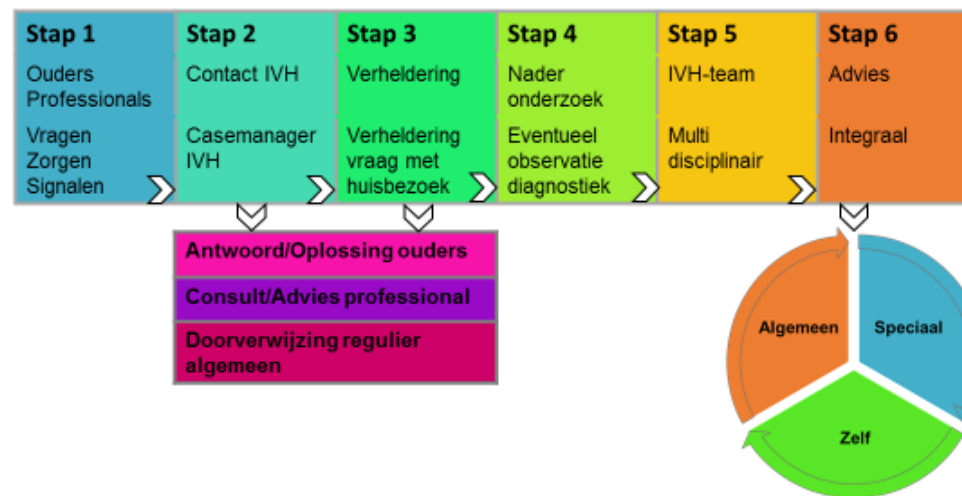 Stap 1
Ouders
Professionals
Vragen
Zorgen
Signalen
Stap 2
Contact IVH
Casemanager
IVH
Stap 3
Verheldering
Verheldering
vraag met
huisbezoek
Stap 4
Nader
onderzoek
Eventueel
observatie
diagnostiek
Stap 5
IVH-team
Multi
disciplinair
Stap 6
Advies
Integraal
Antwoord/Oplossing ouders
Consult/Advies professional
Doorverwijzing regulier
algemeen
Algemeen
Speciaal
Zelf